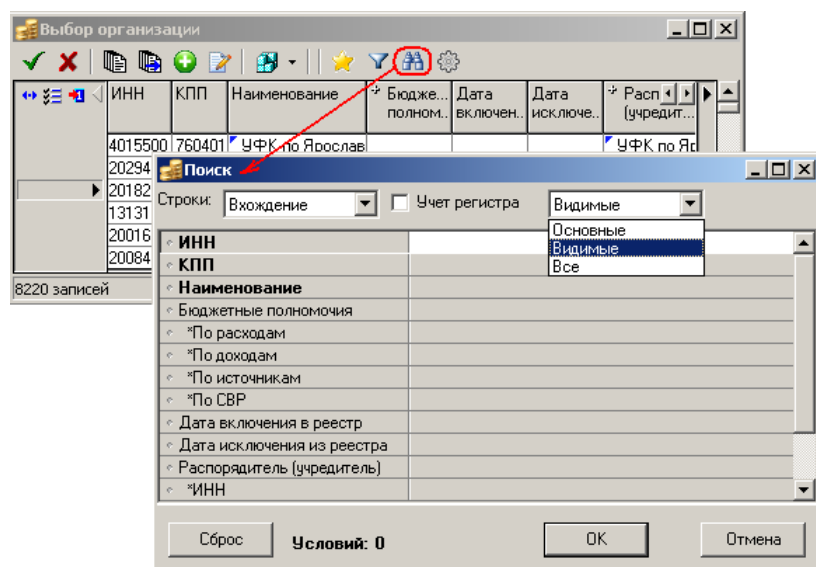 Выбор организации
ИНН КПП Наименование Бюдже... Дата Дата Расп
полном.. включен.. исключе.. (учредит...
4015500 760401 УФК по Ярослав УФК по Яр
20294
20182
13131
20016
20084
8220 записей
Поиск
Строки: Вхождение Учет регистра Видимые
Основные
Видимые
Все
ИНН
КПП
Наименование
Бюджетные полномочия
*По расходам
*По доходам
*По источникам
*По СВР
Дата включения в реестр
Дата исключения из реестра
Распорядитель (учредитель)
*ИНН
Сброс Условий: 0 OK Отмена